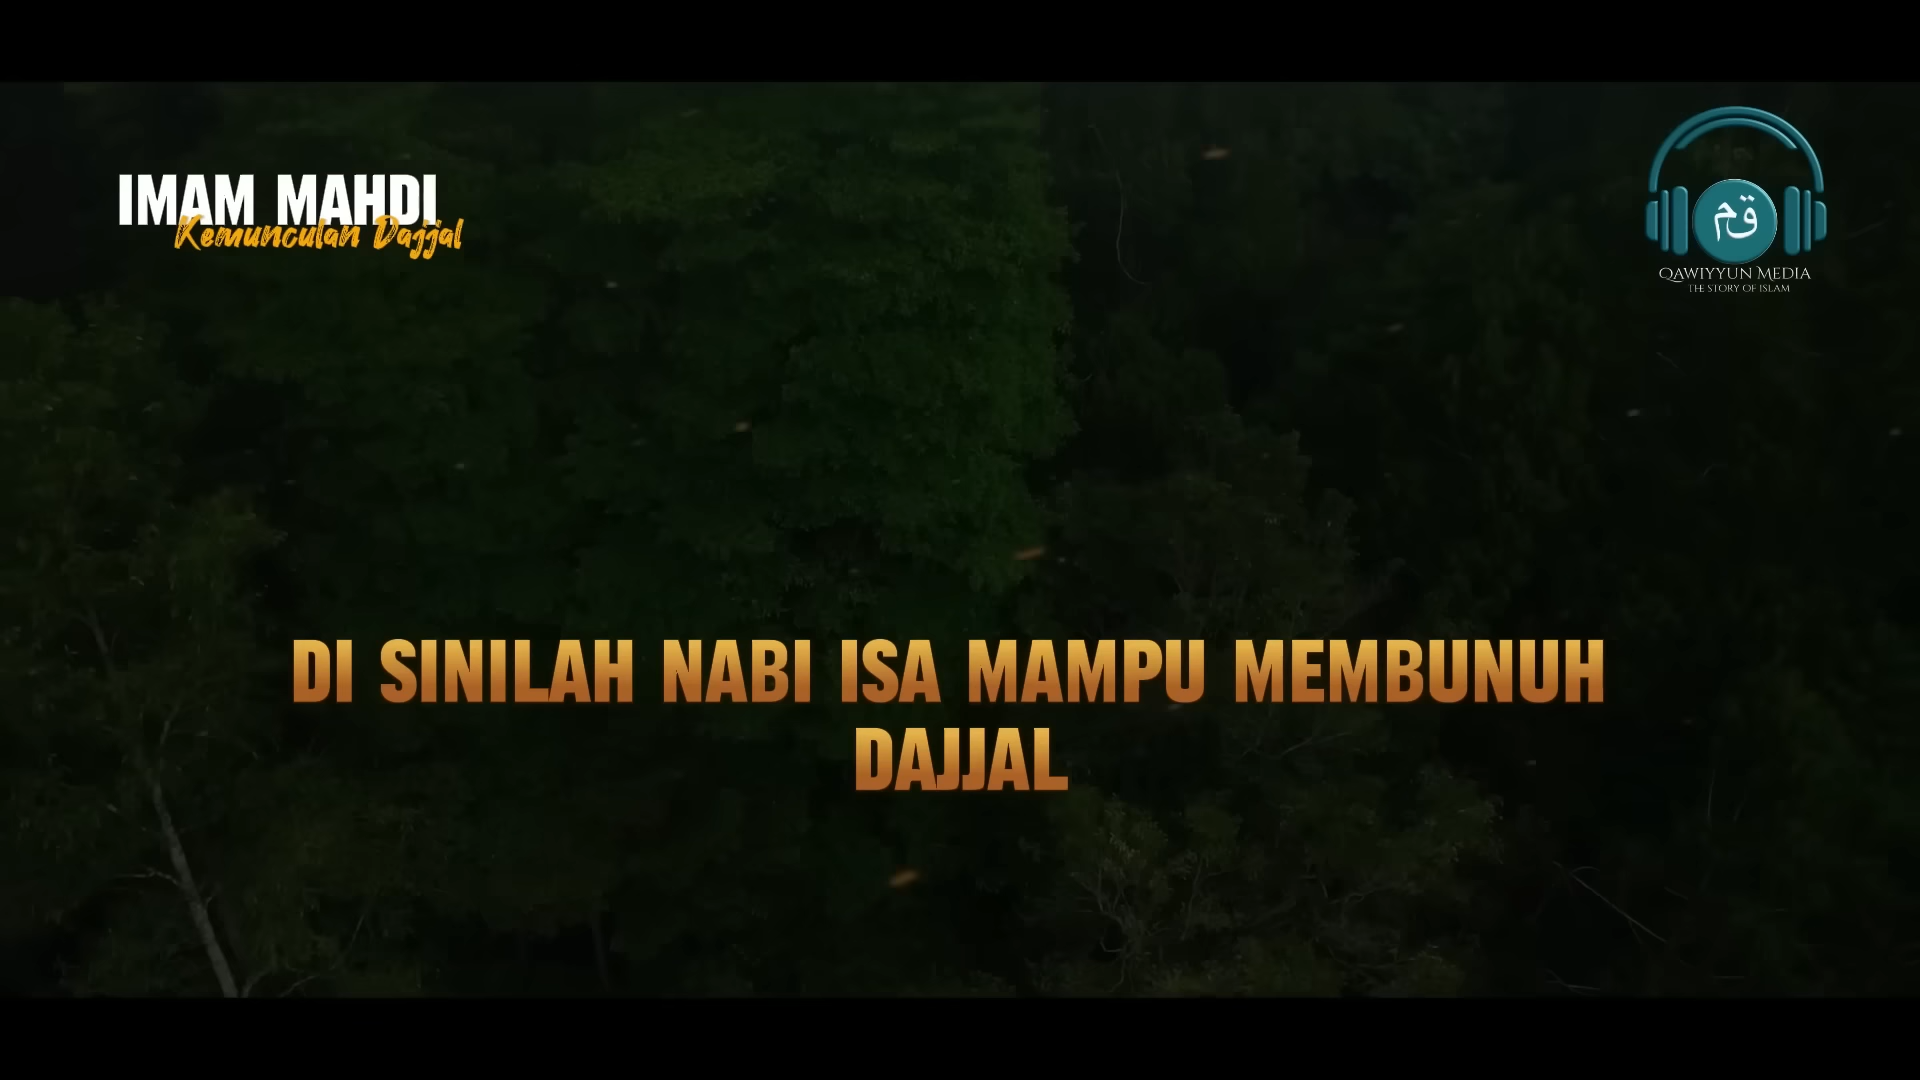 IMAM MAHDI
Kemunculan Dajjal
قم
QAWIYYUN MEDIA
THE STORY OF ISLAM
DI SINILAH NABI ISA MAMPU MEMBUNUH
DAJJAL